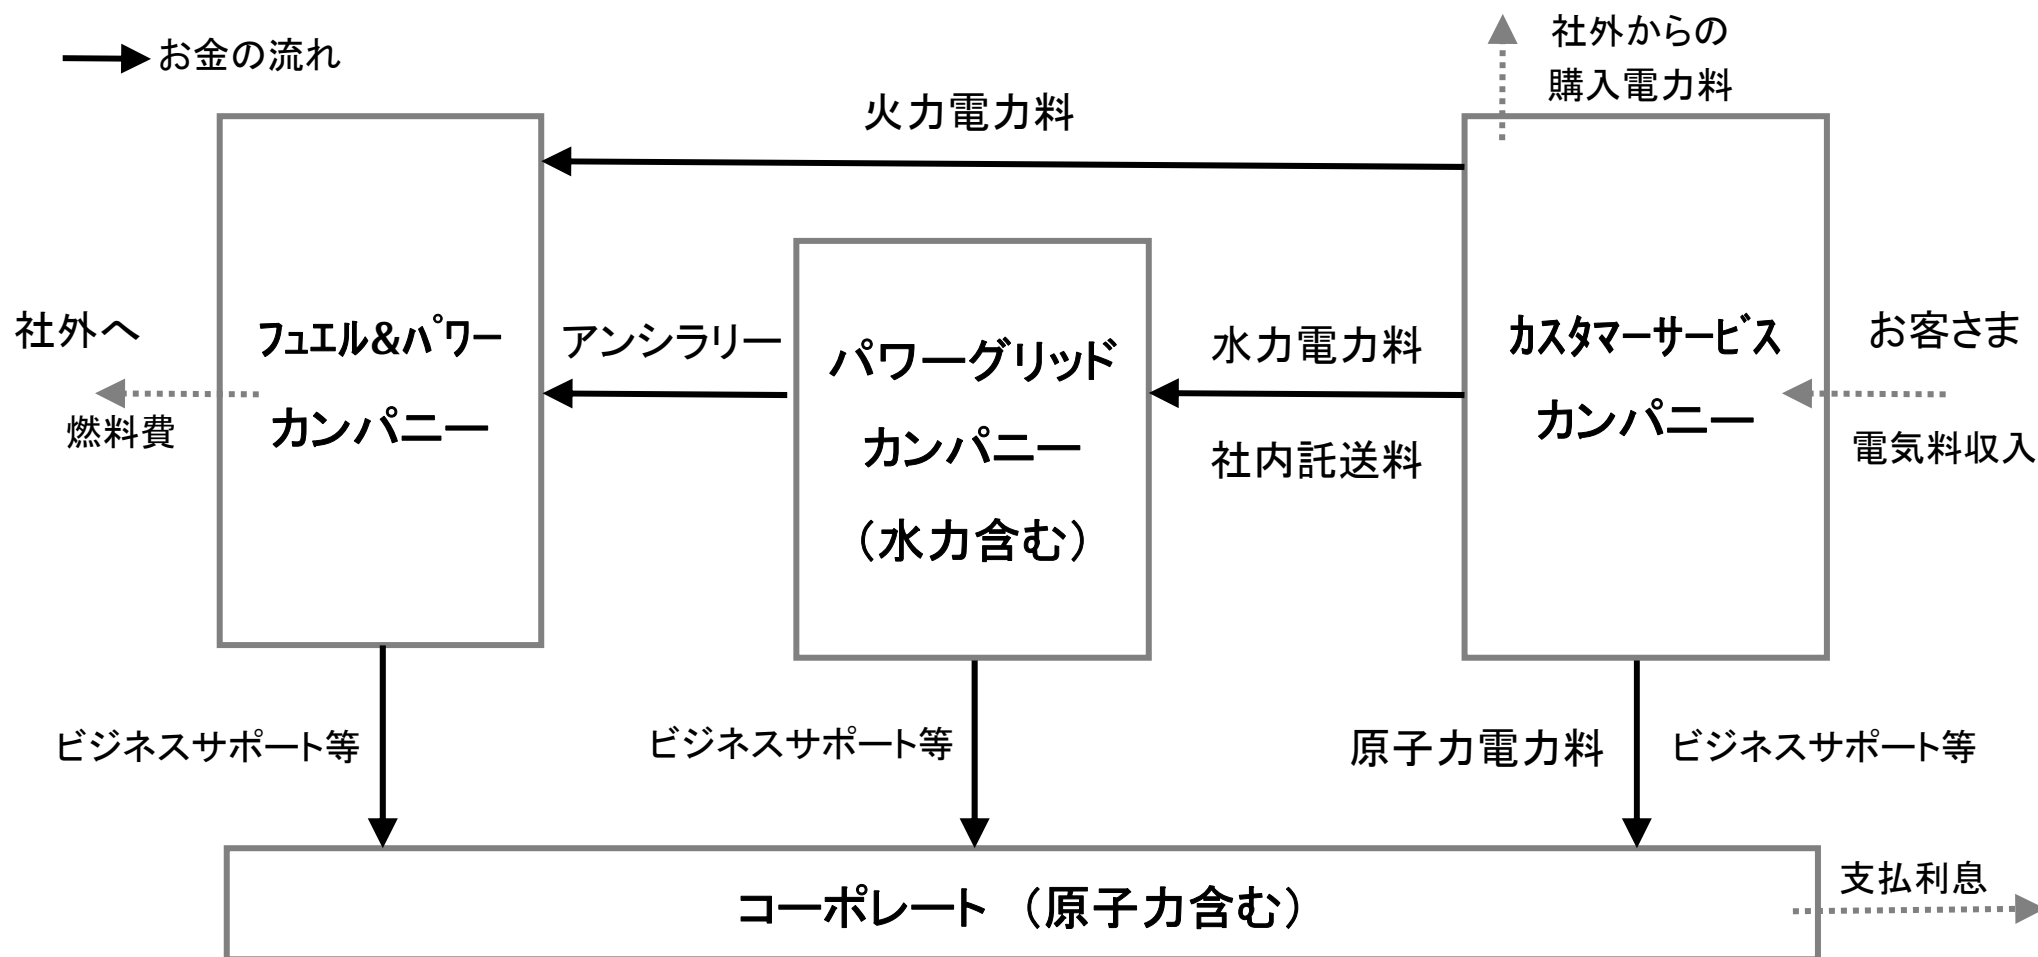 お金の流れ
社外からの
購入電力料
火力電力料
社外へ
燃料費
フュエル&パワー
カンパニー
アンシラリー
パワーグリッド
カンパニー
（水力含む）
水力電力料
社内託送料
カスタマーサービス
カンパニー
お客さま
電気料収入
ビジネスサポート等
ビジネスサポート等
原子力電力料
ビジネスサポート等
コーポレート （原子力含む）
支払利息